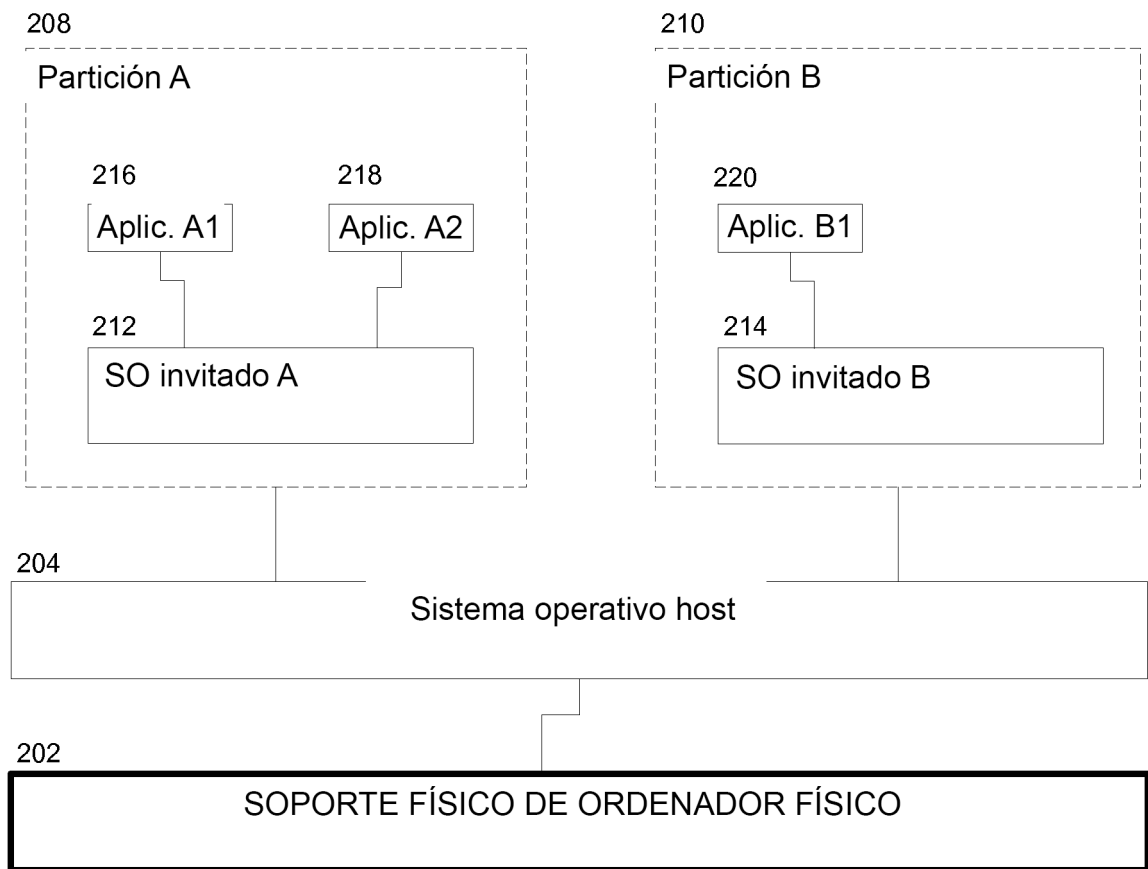 208
210
Partición A
Partición B
216
218
220
Aplic. A1
Aplic. A2
Aplic. B1
212
214
SO invitado A
SO invitado B
204
Sistema operativo host
202
SOPORTE FÍSICO DE ORDENADOR FÍSICO